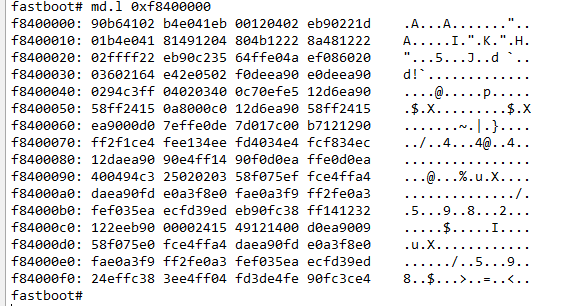 fastboot# md.l 0xf8400000
f8400000: 90b64102 b4e041eb 00120402 eb90221d    .A...A......."..
f8400010: 01b4e041 81491204 804b1222 8a481222    A.....I.".K.".H.
f8400020: 02ffff22 eb90c235 64ffe04a ef086020    "...5...J..d `..
f8400030: 03602164 e42e0502 f0deea90 e0deea90    d!`.............
f8400040: 0294c3ff 04020340 0c70efe5 12d6ea90    ....@.....p.....
f8400050: 58ff2415 0a8000c0 12d6ea90 58ff2415    .$.X.........$.X
f8400060: ea9000d0 7effe0de 7d017c00 b7121290    .......~.|.}....
f8400070: ff2f1ce4 fee134ee fd4034e4 fcf834ec    ../..4...4@..4..
f8400080: 12daea90 90e4ff14 90f0d0ea ffe0d0ea    ................
f8400090: 400494c3 25020203 58f075ef fce4ffa4    ...@...%.u.X....
f84000a0: daea90fd e0a3f8e0 fae0a3f9 ff2fe0a3    ............../.
f84000b0: fef035ea ecfd39ed eb90fc38 ff141232    .5...9..8...2...
f84000c0: 122eeb90 00002415 49121400 d0ea9009    .....$.....I....
f84000d0: 58f075e0 fce4ffa4 daea90fd e0a3f8e0    .u.X............
f84000e0: fae0a3f9 ff2fe0a3 fef035ea ecfd39ed    ....../..5...9..
f84000f0: 24effc38 3ee4ff04 fd3de4fe 90fc3ce4    8..$...>..=..<..
fastboot#